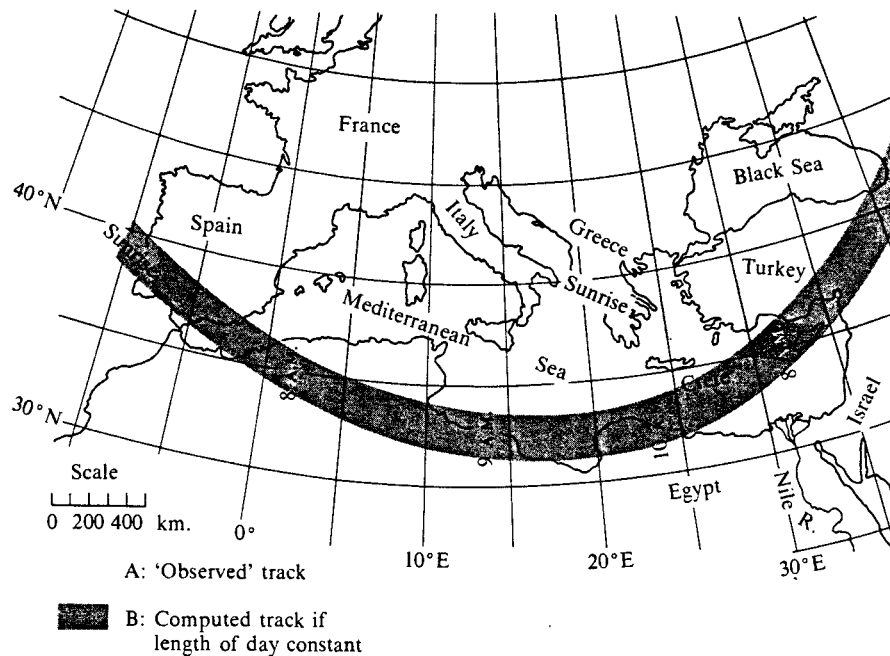 France
Black Sea
40°N
Spain
Italy
Greece
Turkey
Sunrise
Mediterranean
Sea
Crete
30°N
Israel
Scale
0 200 400 km.
Egypt
Nile R.
0°
10°E
20°E
30°E
A: ‘Observed’ track
B: Computed track if
length of day constant